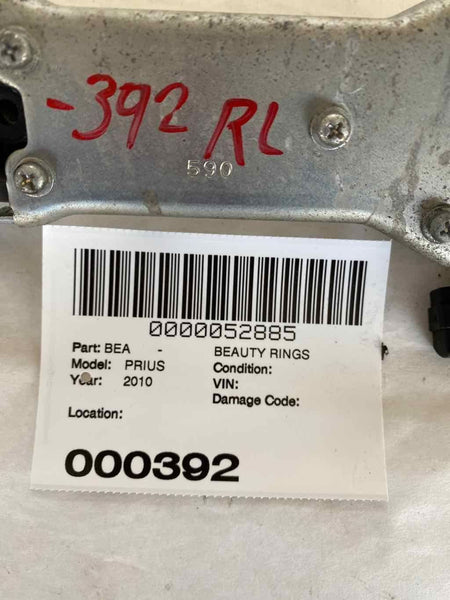 -392 RL
590
0000052885
Part: BEA - BEAUTY RINGS
Model: PRIUS Condition:
Year: 2010 VIN:
Damage Code:
Location:
000392